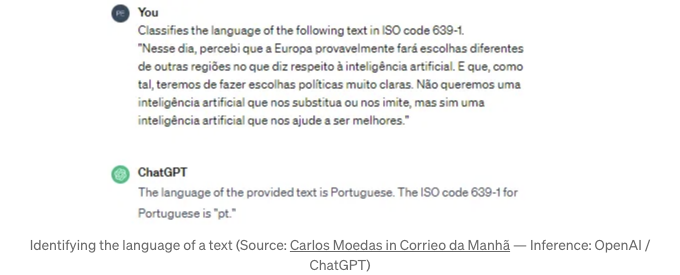 PE You
Classifies the language of the following text in ISO code 639-1.
"Nesse dia, percebi que a Europa provavelmente fará escolhas diferentes
de outras regiões no que diz respeito à inteligência artificial. E que, como
tal, teremos de fazer escolhas políticas muito claras. Não queremos uma
inteligência artificial que nos substitua ou nos imite, mas sim uma
inteligência artificial que nos ajude a ser melhores."
ChatGPT
The language of the provided text is Portuguese. The ISO code 639-1 for
Portuguese is "pt."
Identifying the language of a text (Source: Carlos Moedas in Corrieo da Manhã — Inference: OpenAI /
ChatGPT)